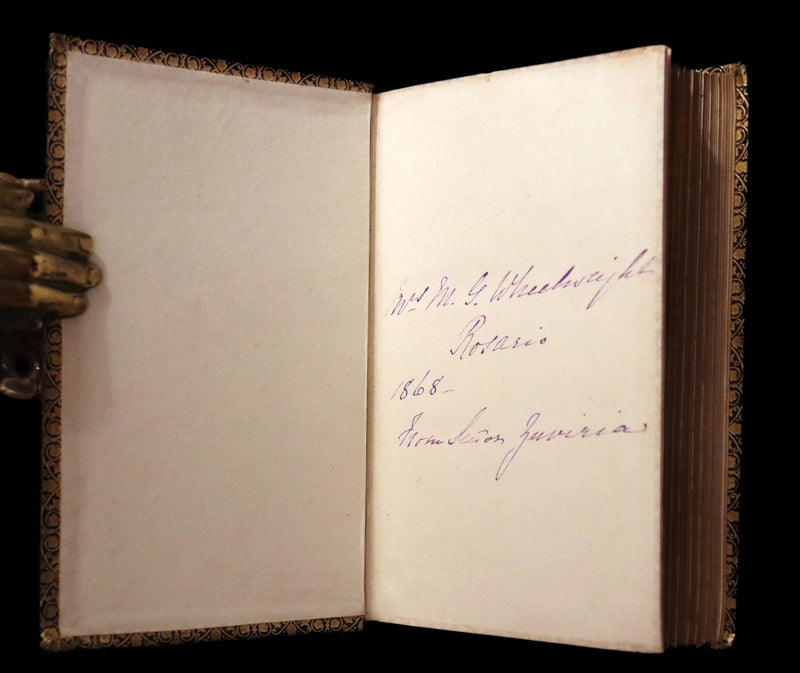 Mrs M. G. Wheelwright
Rosario
1868-
From Señor Zuviria